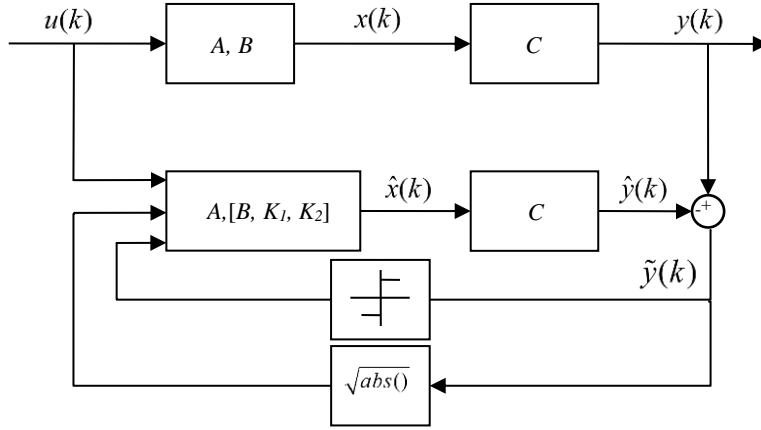 u(k)
x(k)
y(k)
A, B
C
x̂(k)
ŷ(k)
A,[B, K₁, K₂]
C
- +
ỹ(k)
√abs()